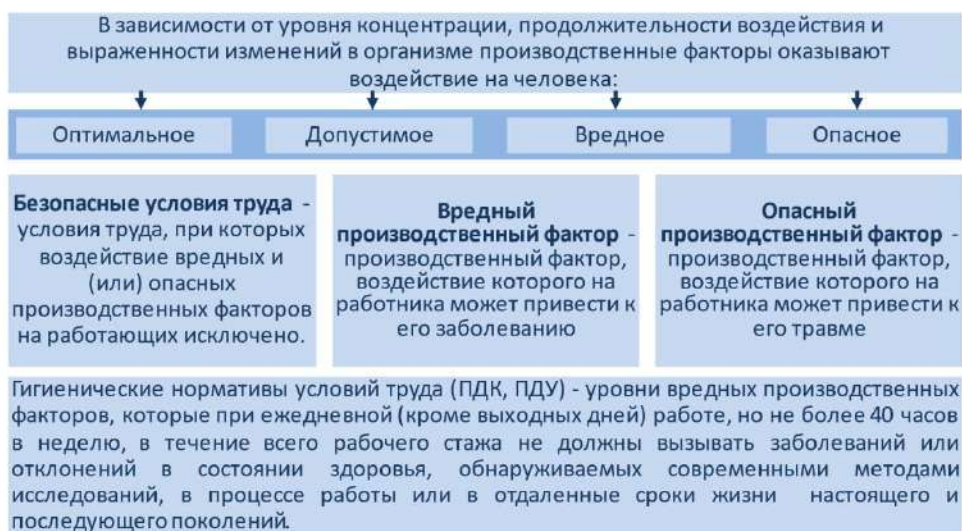 В зависимости от уровня концентрации, продолжительности воздействия и
выраженности изменений в организме производственные факторы оказывают
воздействие на человека:
Оптимальное
Допустимое
Вредное
Опасное
Безопасные условия труда -
условия труда, при которых
воздействие вредных и
(или) опасных
производственных факторов
на работающих исключено.
Вредный
производственный фактор -
производственный фактор,
воздействие которого на
работника может привести к
его заболеванию
Опасный
производственный фактор -
производственный фактор,
воздействие которого на
работника может привести к
его травме
Гигиенические нормативы условий труда (ПДК, ПДУ) - уровни вредных производственных
факторов, которые при ежедневной (кроме выходных дней) работе, но не более 40 часов
в неделю, в течение всего рабочего стажа не должны вызывать заболеваний или
отклонений в состоянии здоровья, обнаруживаемых современными методами
исследований, в процессе работы или в отдаленные сроки жизни настоящего и
последующего поколений.